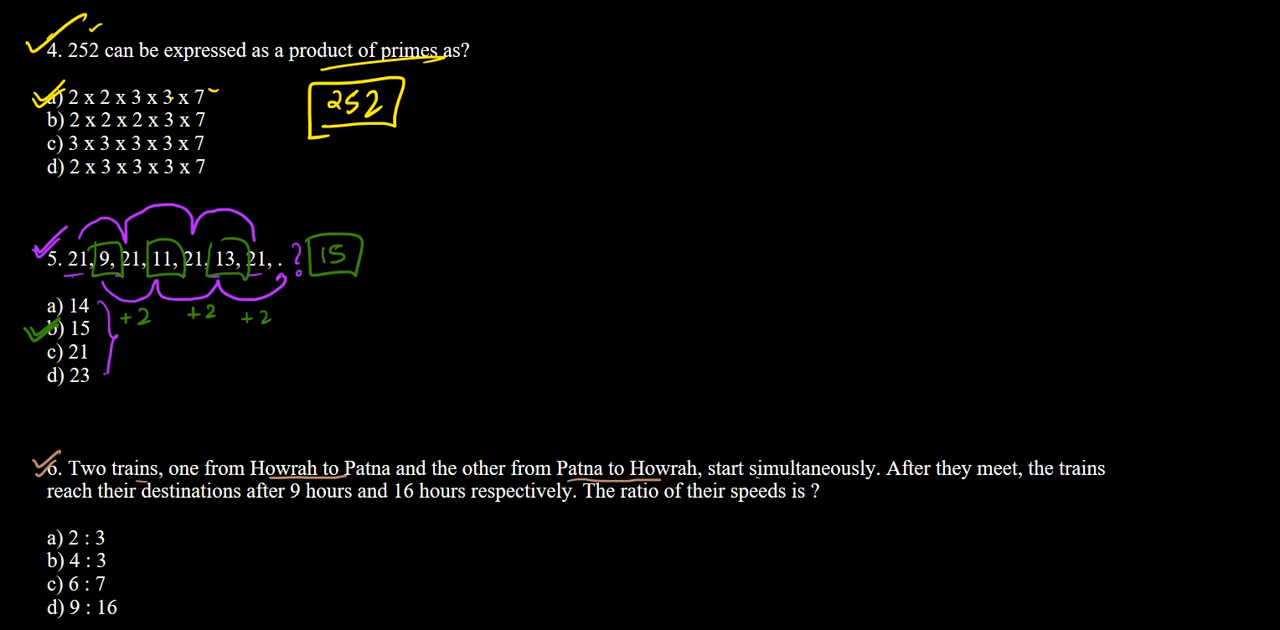 4. 252 can be expressed as a product of primes as?
a) 2 x 2 x 3 x 3 x 7
252
b) 2 x 2 x 2 x 3 x 7
c) 3 x 3 x 3 x 3 x 7
d) 2 x 3 x 3 x 3 x 7
5. 21, 9, 21, 11, 21, 13, 21, . ? 15
a) 14
+2 +2 +2
b) 15
c) 21
d) 23
6. Two trains, one from Howrah to Patna and the other from Patna to Howrah, start simultaneously. After they meet, the trains
reach their destinations after 9 hours and 16 hours respectively. The ratio of their speeds is ?
a) 2 : 3
b) 4 : 3
c) 6 : 7
d) 9 : 16